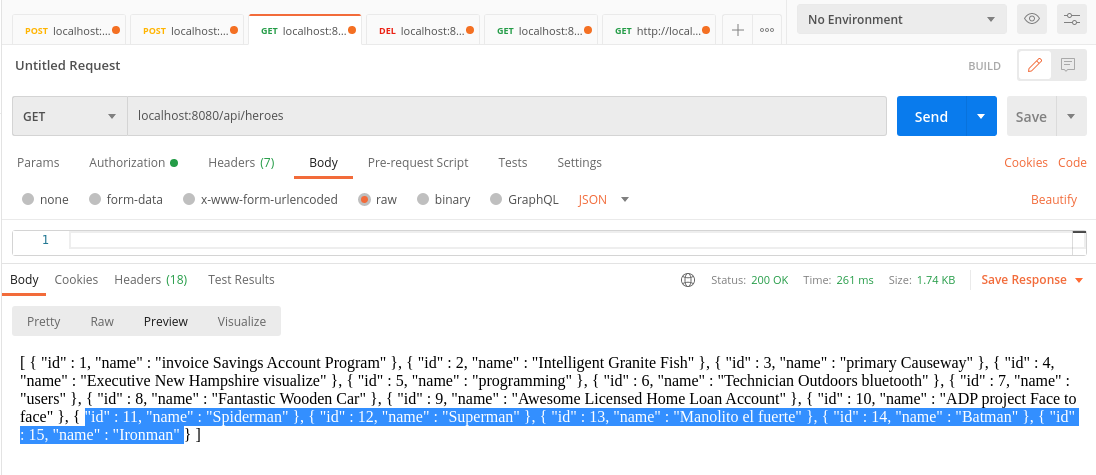 POST localhost:... POST localhost:... GET localhost:8... DEL localhost:8... GET localhost:8... GET http://local... No Environment
Untitled Request BUILD
GET localhost:8080/api/heroes Send Save
Params Authorization Headers (7) Body Pre-request Script Tests Settings Cookies Code
none form-data x-www-form-urlencoded raw binary GraphQL JSON Beautify
1
Body Cookies Headers (18) Test Results Status: 200 OK Time: 261 ms Size: 1.74 KB Save Response
Pretty Raw Preview Visualize
[ { "id" : 1, "name" : "invoice Savings Account Program" }, { "id" : 2, "name" : "Intelligent Granite Fish" }, { "id" : 3, "name" : "primary Causeway" }, { "id" : 4,
"name" : "Executive New Hampshire visualize" }, { "id" : 5, "name" : "programming" }, { "id" : 6, "name" : "Technician Outdoors bluetooth" }, { "id" : 7, "name" :
"users" }, { "id" : 8, "name" : "Fantastic Wooden Car" }, { "id" : 9, "name" : "Awesome Licensed Home Loan Account" }, { "id" : 10, "name" : "ADP project Face to
face" }, { "id" : 11, "name" : "Spiderman" }, { "id" : 12, "name" : "Superman" }, { "id" : 13, "name" : "Manolito el fuerte" }, { "id" : 14, "name" : "Batman" }, { "id"
: 15, "name" : "Ironman" } ]